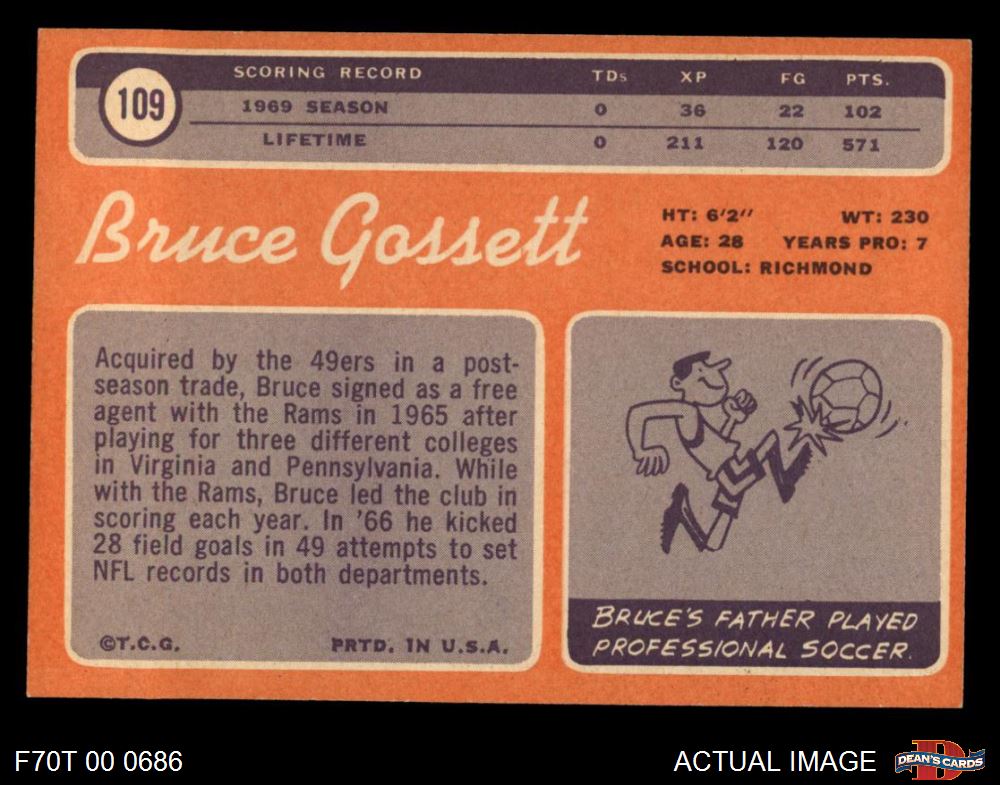 109
SCORING RECORD TDs XP FG PTS.
1969 SEASON 0 36 22 102
LIFETIME 0 211 120 571
Bruce Gossett
HT: 6'2'' WT: 230
AGE: 28 YEARS PRO: 7
SCHOOL: RICHMOND
Acquired by the 49ers in a post-
season trade, Bruce signed as a free
agent with the Rams in 1965 after
playing for three different colleges
in Virginia and Pennsylvania. While
with the Rams, Bruce led the club in
scoring each year. In '66 he kicked
28 field goals in 49 attempts to set
NFL records in both departments.
©T.C.G. PRTD. IN U.S.A.
BRUCE'S FATHER PLAYED
PROFESSIONAL SOCCER.
F70T 00 0686 ACTUAL IMAGE
D
DEAN'S CARDS